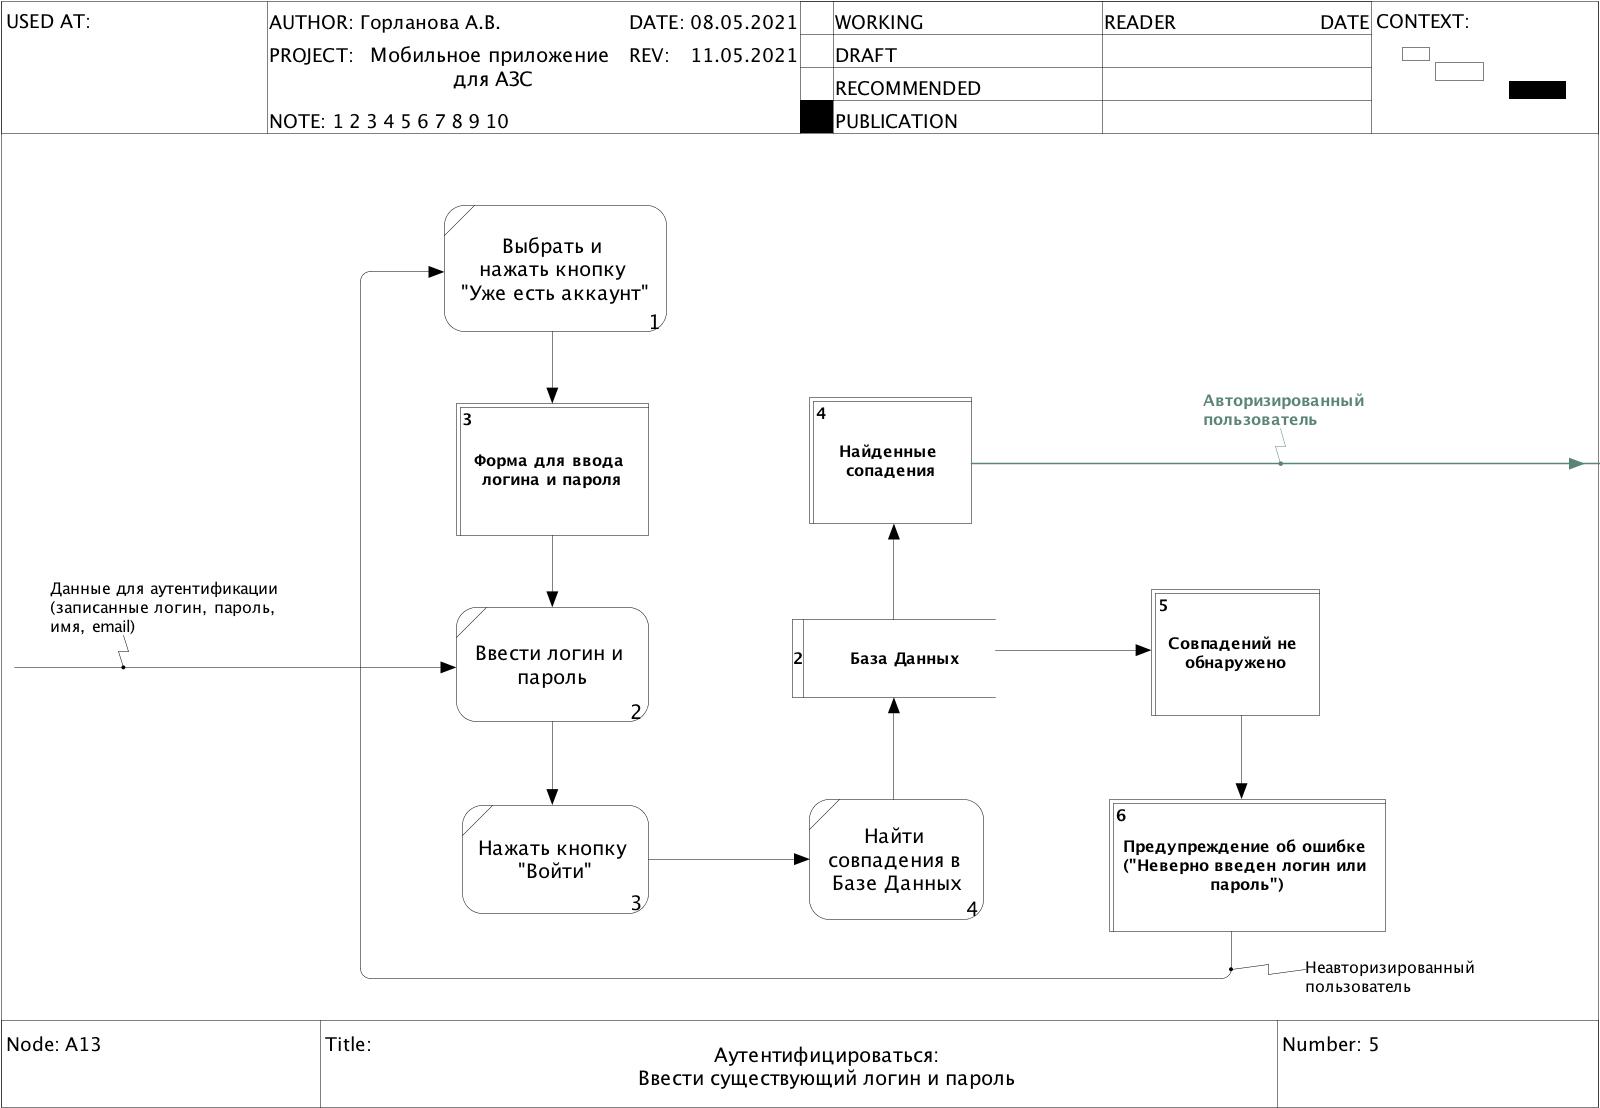 USED AT:
AUTHOR: Горланова А.В.
DATE: 08.05.2021
PROJECT: Мобильное приложение
для АЗС
REV: 11.05.2021
NOTE: 1 2 3 4 5 6 7 8 9 10
WORKING
DRAFT
RECOMMENDED
PUBLICATION
READER
DATE
CONTEXT:
Выбрать и
нажать кнопку
"Уже есть аккаунт"
1
3
Форма для ввода
логина и пароля
Данные для аутентификации
(записанные логин, пароль,
имя, email)
Ввести логин и
пароль
2
Нажать кнопку
"Войти"
3
Найти
совпадения в
Базе Данных
4
2
База Данных
4
Найденные
сопадения
Авторизированный
пользователь
5
Совпадений не
обнаружено
6
Предупреждение об ошибке
("Неверно введен логин или
пароль")
Неавторизированный
пользователь
Node: A13
Title:
Аутентифицироваться:
Ввести существующий логин и пароль
Number: 5